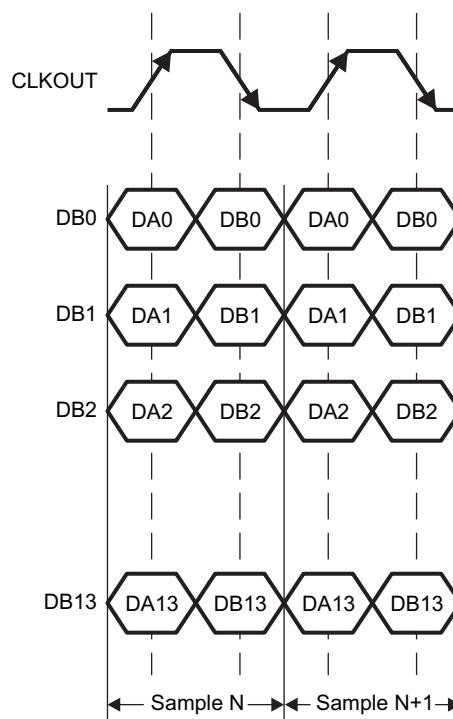 CLKOUT
DB0 DA0 DB0 DA0 DB0
DB1 DA1 DB1 DA1 DB1
DB2 DA2 DB2 DA2 DB2
DB13 DA13 DB13 DA13 DB13
Sample N Sample N+1